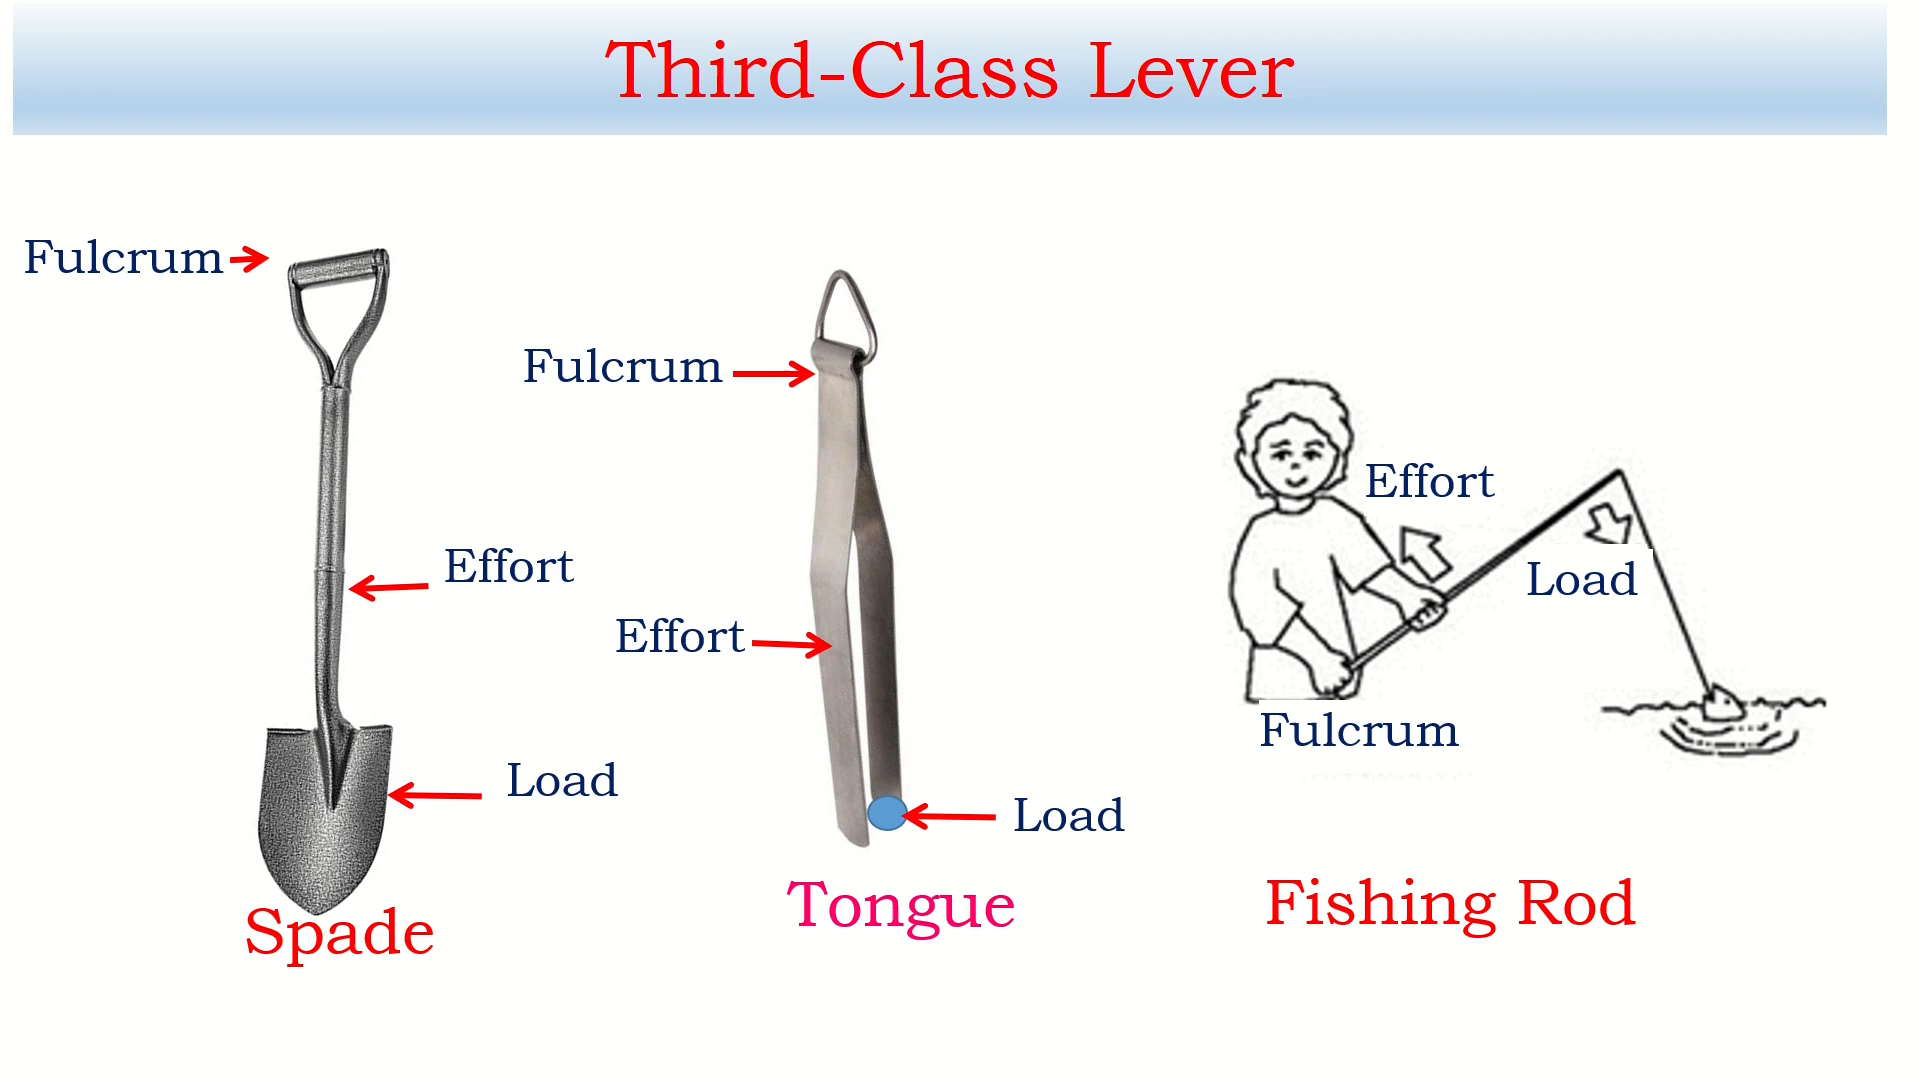 Third-Class Lever
Fulcrum
Effort
Load
Spade
Fulcrum
Effort
Load
Tongue
Effort
Load
Fulcrum
Fishing Rod